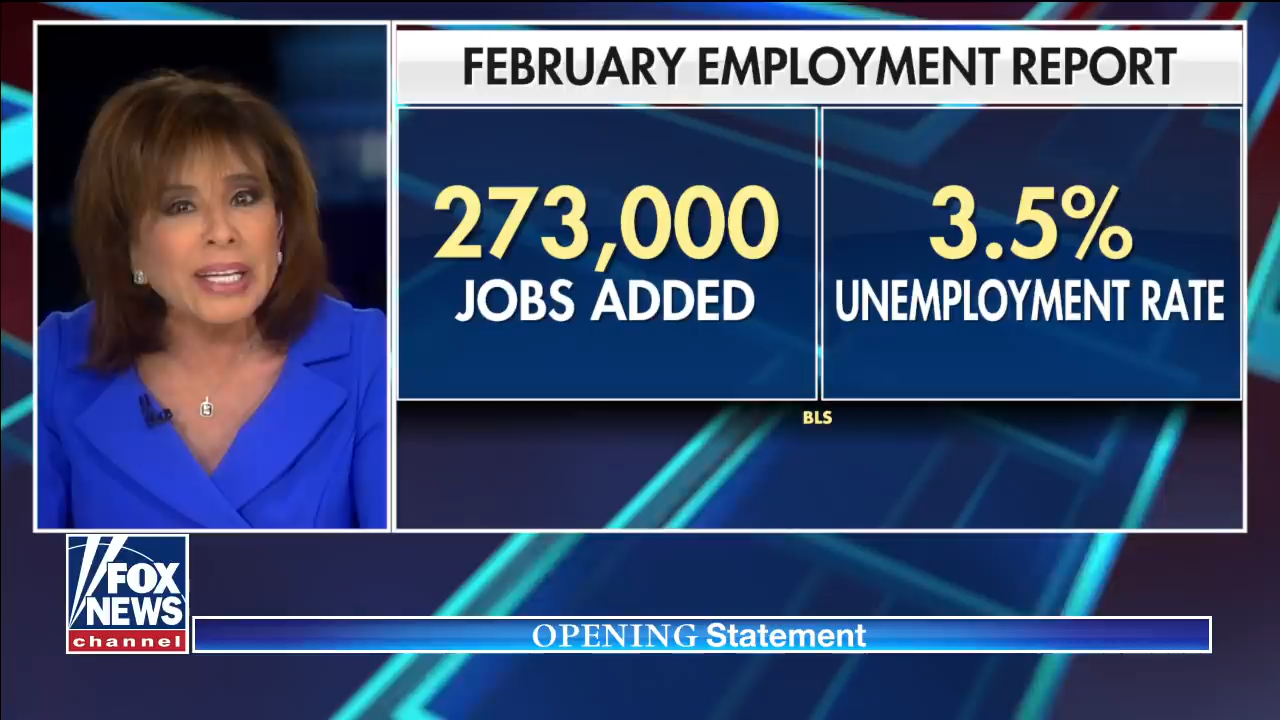 FEBRUARY EMPLOYMENT REPORT
273,000
JOBS ADDED
3.5%
UNEMPLOYMENT RATE
BLS
FOX
NEWS
channel
OPENING Statement